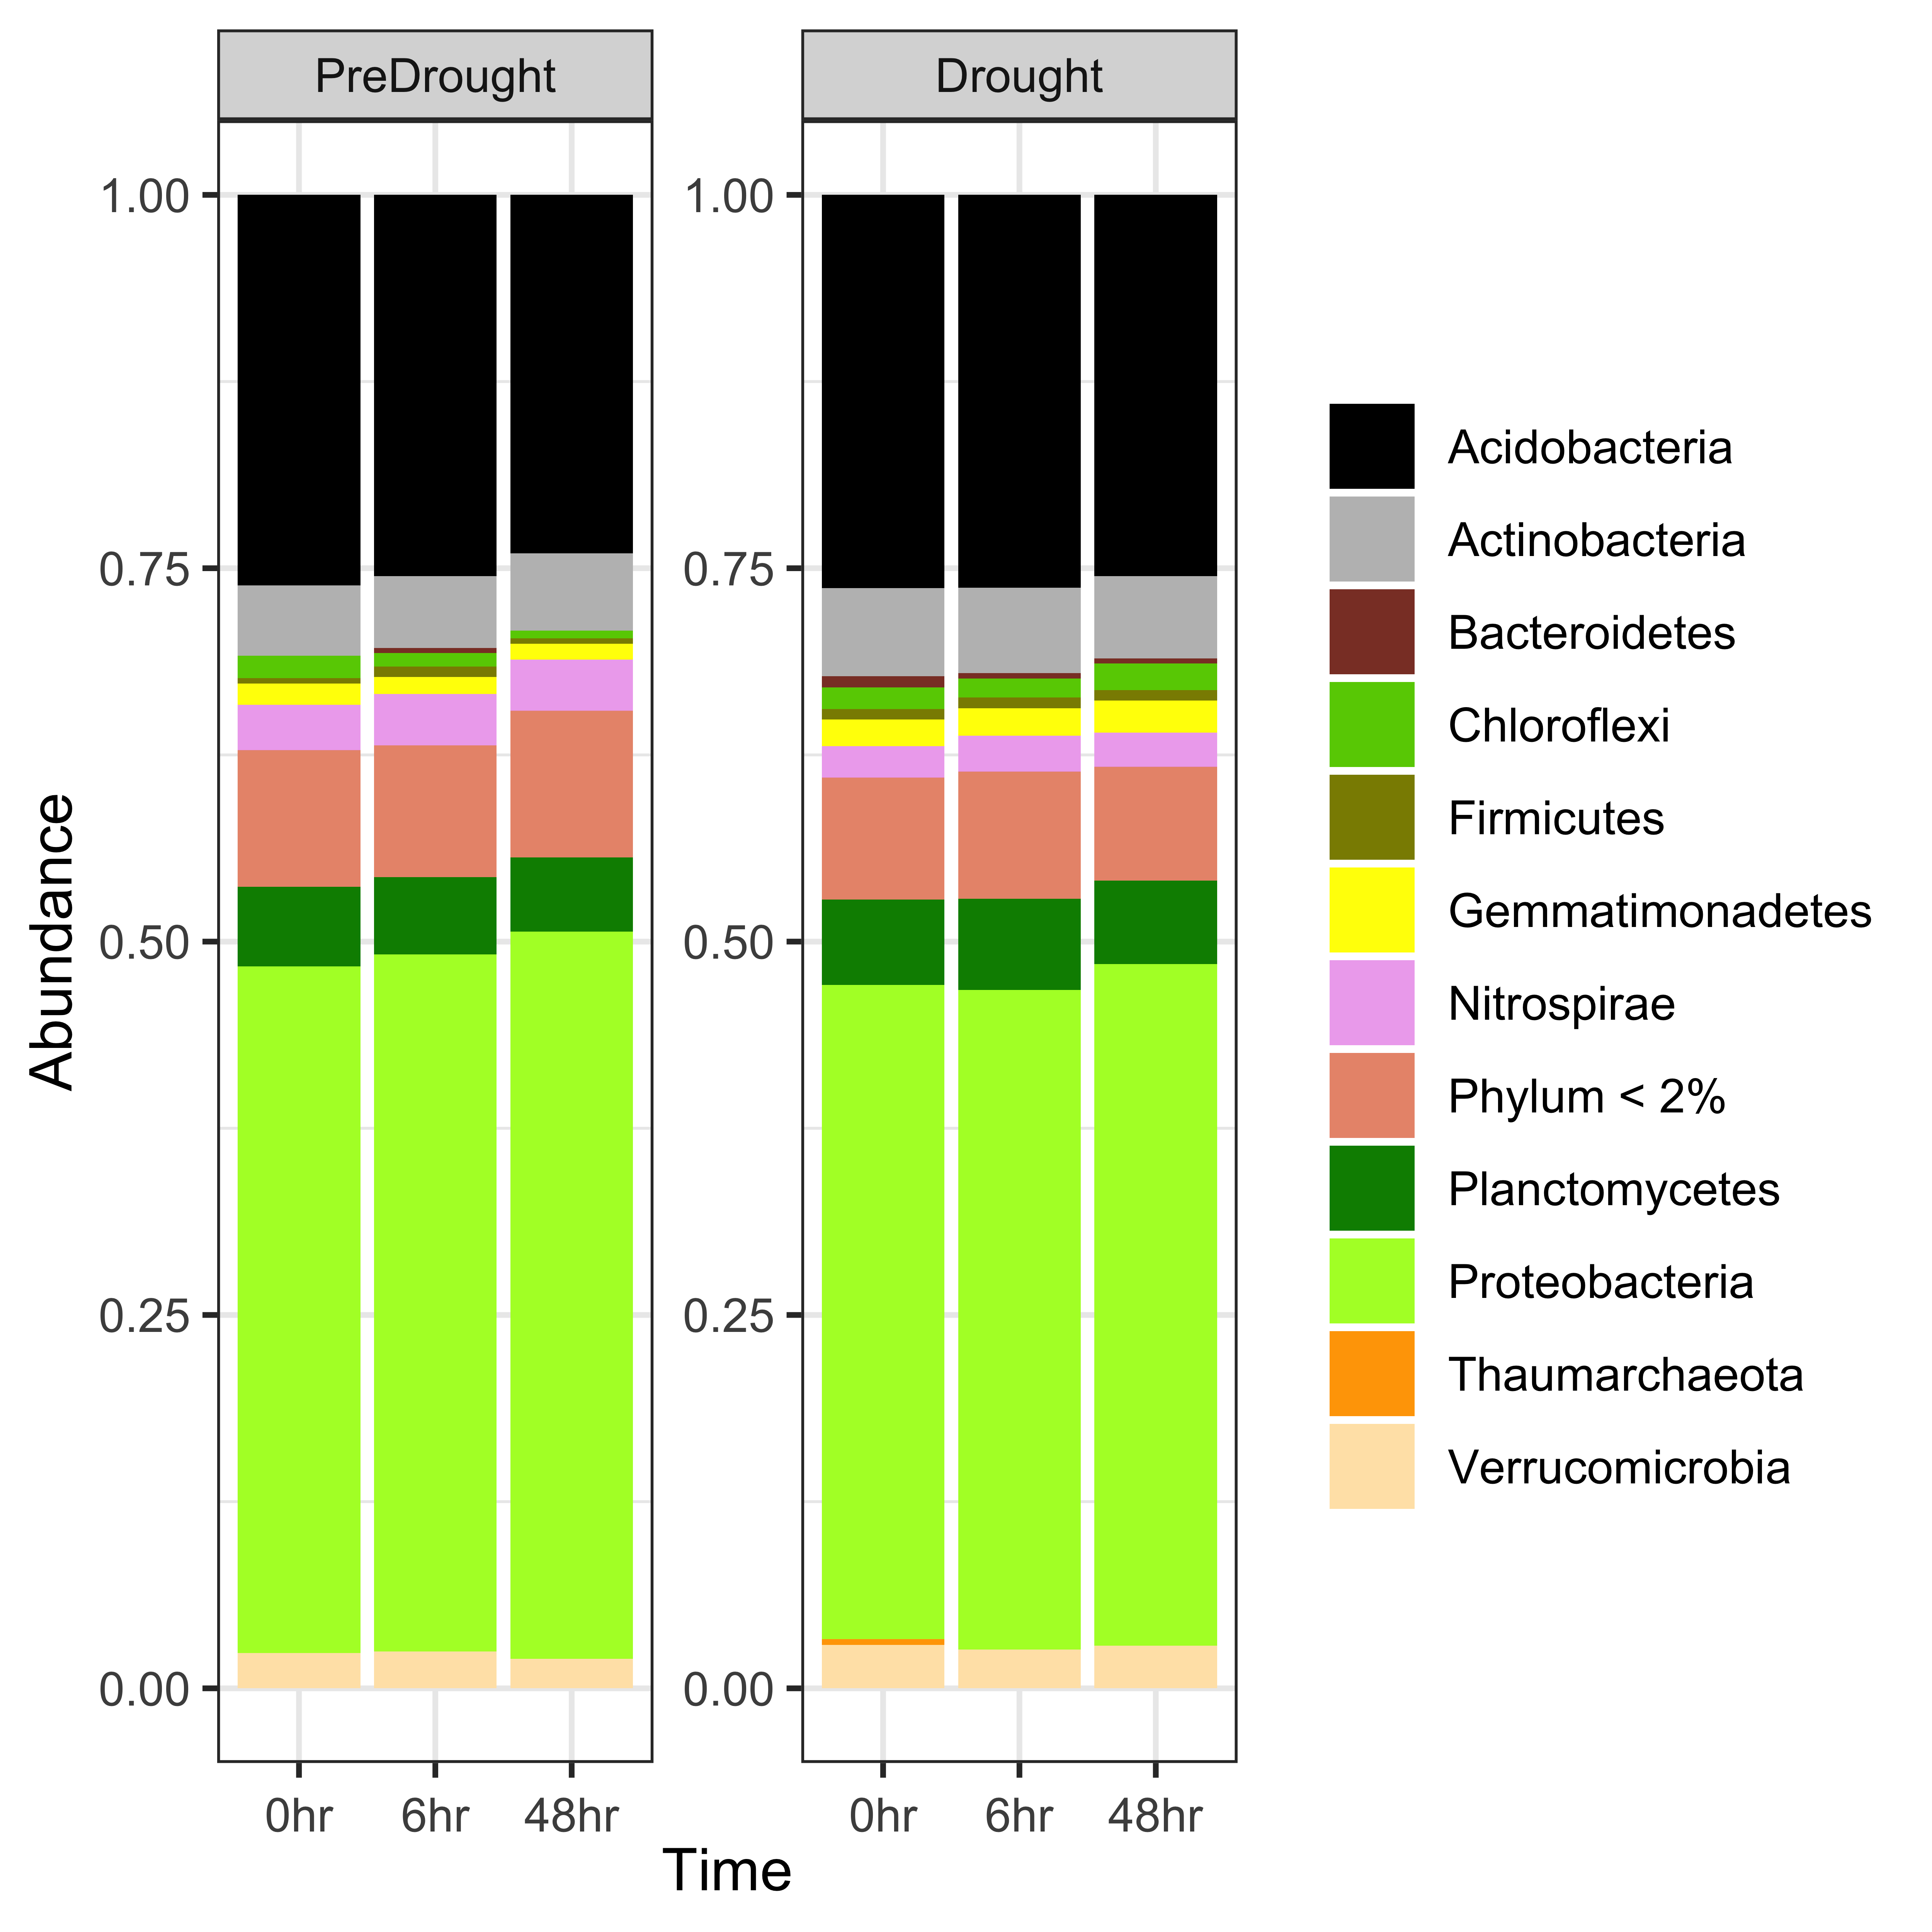 PreDrought
Drought
Abundance
1.00
0.75
0.50
0.25
0.00
1.00
0.75
0.50
0.25
0.00
0hr 6hr 48hr
0hr 6hr 48hr
Time
Acidobacteria
Actinobacteria
Bacteroidetes
Chloroflexi
Firmicutes
Gemmatimonadetes
Nitrospirae
Phylum < 2%
Planctomycetes
Proteobacteria
Thaumarchaeota
Verrucomicrobia